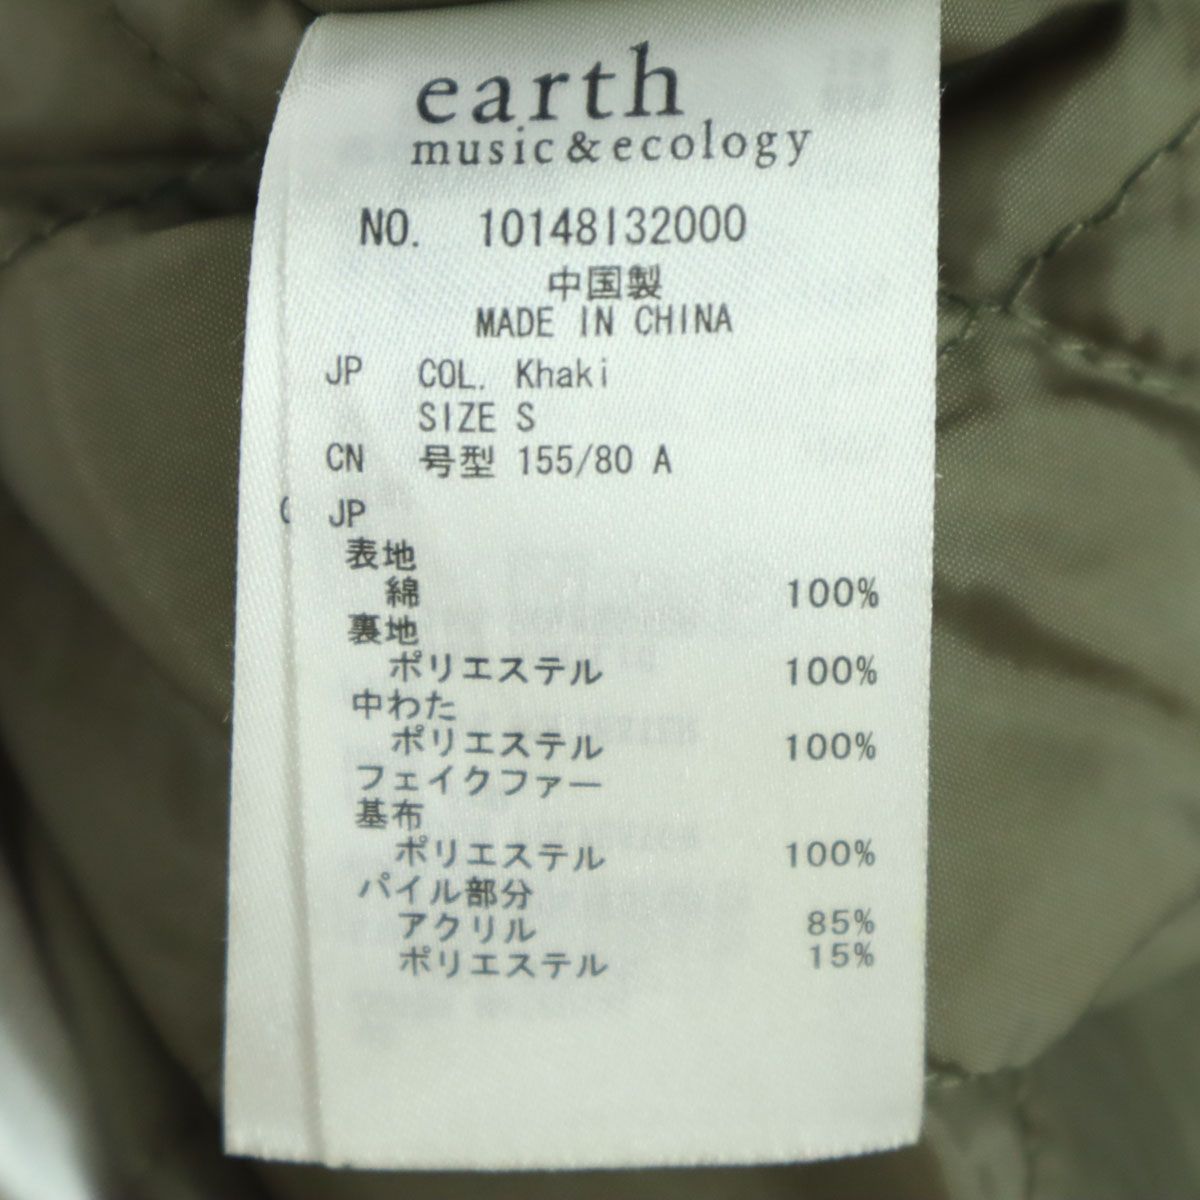 earth
music&ecology
NO. 10148I32000
中国製
MADE IN CHINA
JP COL. Khaki
SIZE S
CN 号型 155/80 A
JP
表地
綿 100%
裏地
ポリエステル 100%
中わた
ポリエステル 100%
フェイクファー
基布
ポリエステル 100%
パイル部分
アクリル 85%
ポリエステル 15%